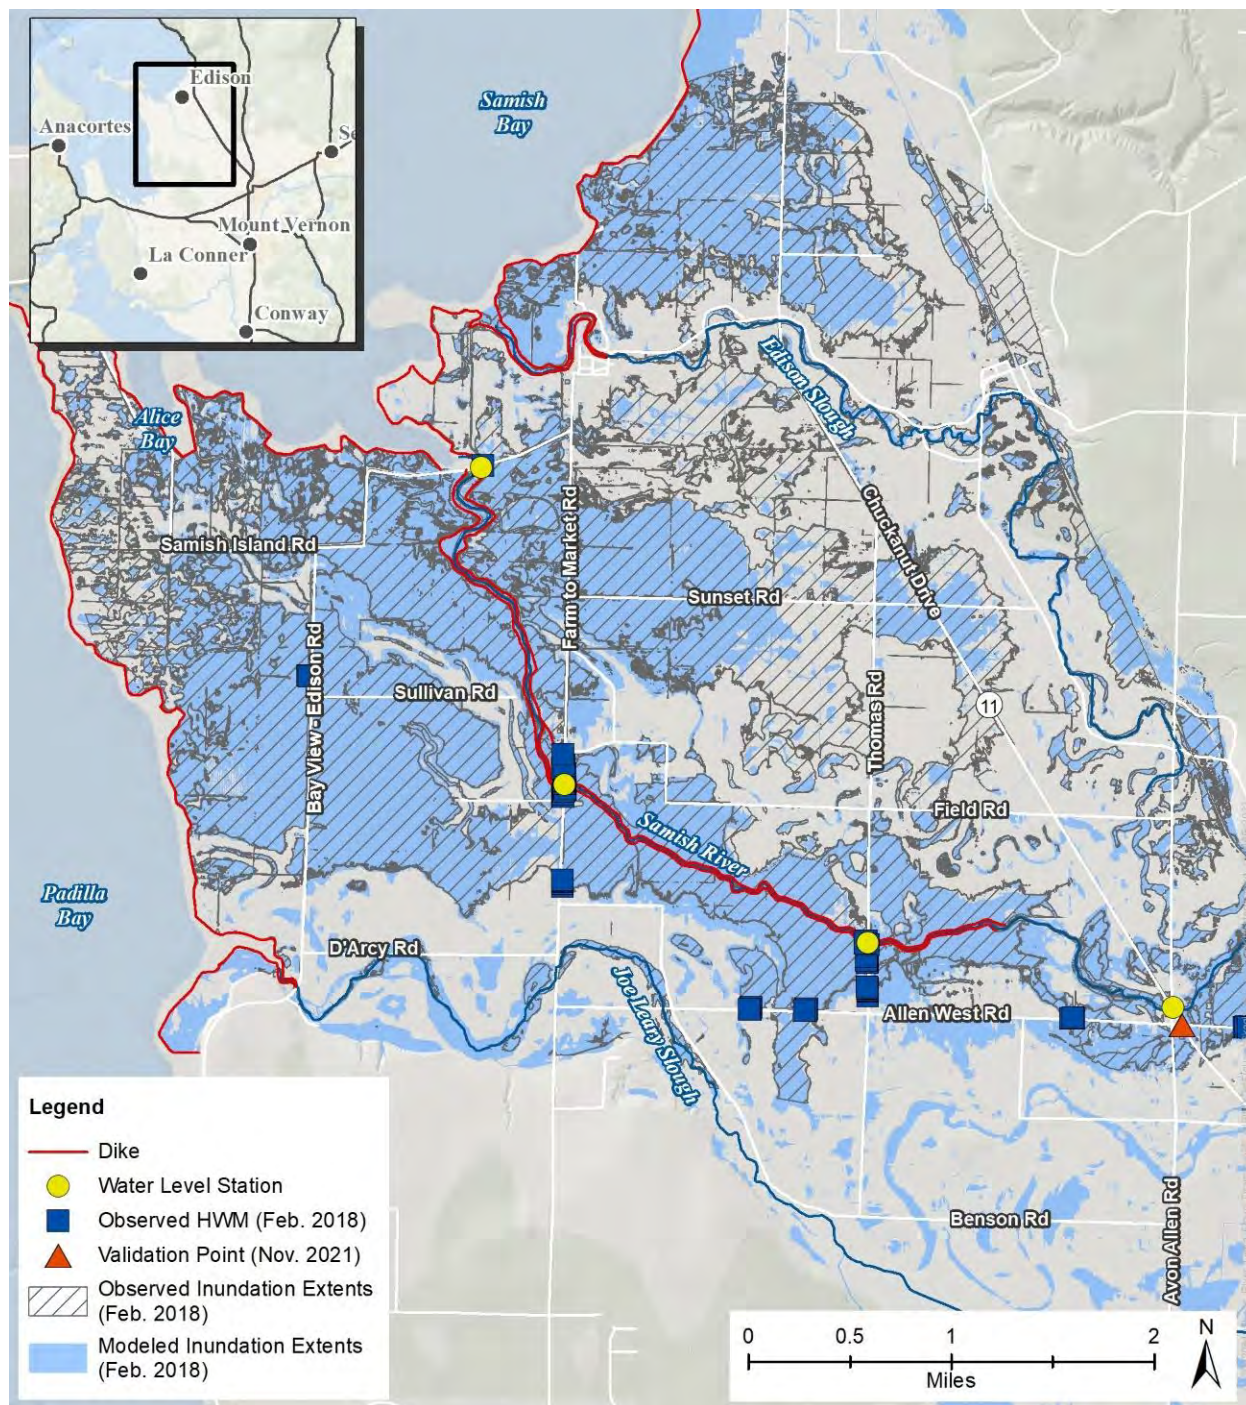 Edison
Anacortes
Se
Mount Vernon
La Conner
Conway
Samish
Bay
Alice
Bay
Edison Slough
Samish Island Rd
Farm to Market Rd
Chuckanut Drive
Sunset Rd
Bay View-Edison Rd
Sullivan Rd
11
Thomas Rd
Field Rd
Samish River
Padilla
Bay
D'Arcy Rd
Joe Leary Slough
Allen West Rd
Benson Rd
Avon Allen Rd
Legend
Dike
Water Level Station
Observed HWM (Feb. 2018)
Validation Point (Nov. 2021)
Observed Inundation Extents
(Feb. 2018)
Modeled Inundation Extents
(Feb. 2018)
0 0.5 1 2
Miles
N